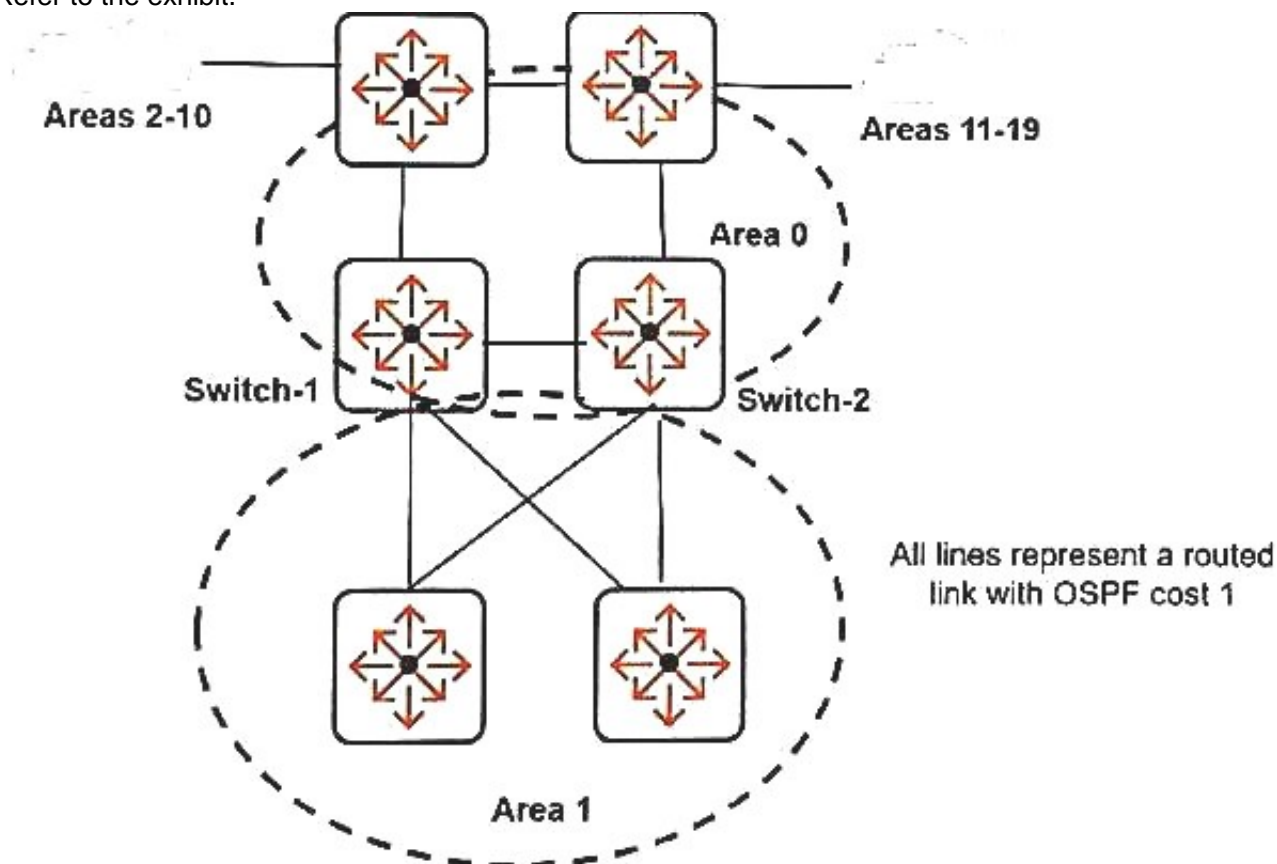 Refer to the exhibit.
Areas 2-10
Areas 11-19
Area 0
Switch-1
Switch-2
All lines represent a routed
link with OSPF cost 1
Area 1